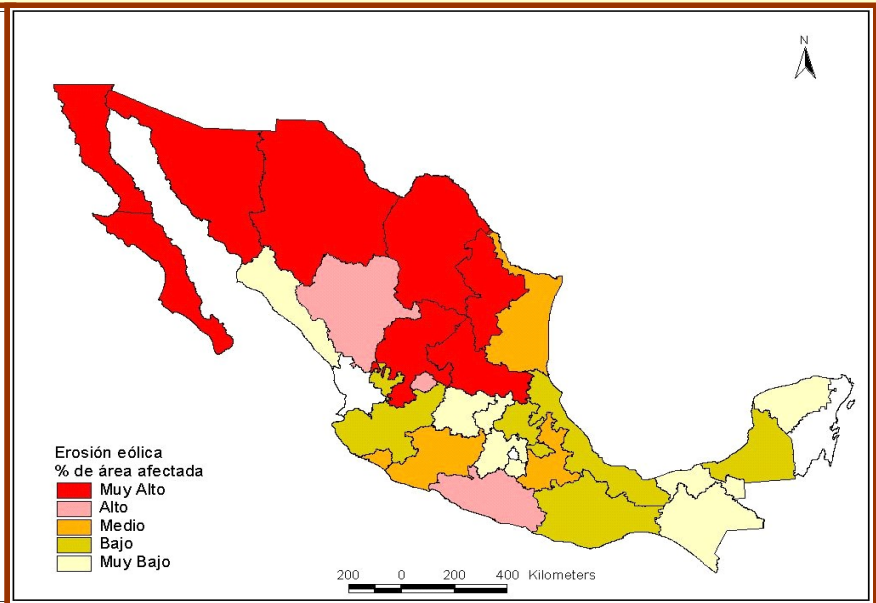 N
Erosión eólica
% de área afectada
Muy Alto
Alto
Medio
Bajo
Muy Bajo
200 0 200 400 Kilometers